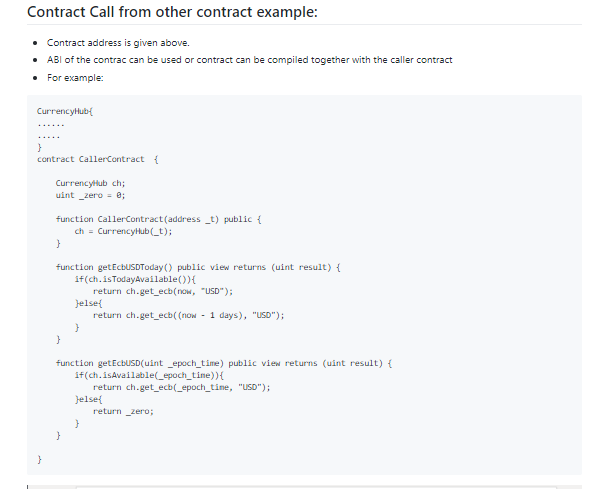 Contract Call from other contract example:
Contract address is given above.
ABI of the contrac can be used or contract can be compiled together with the caller contract
For example:
CurrencyHub{
......
.....
}
contract CallerContract  {
CurrencyHub ch;
uint _zero = 0;
function CallerContract(address _t) public {
ch = CurrencyHub(_t);
}
function getEcbUSDToday() public view returns (uint result) {
if(ch.isTodayAvailable()){
return ch.get_ecb(now, "USD");
}else{
return ch.get_ecb((now - 1 days), "USD");
}
}
function getEcbUSD(uint _epoch_time) public view returns (uint result) {
if(ch.isAvailable(_epoch_time)){
return ch.get_ecb(_epoch_time, "USD");
}else{
return _zero;
}
}
}